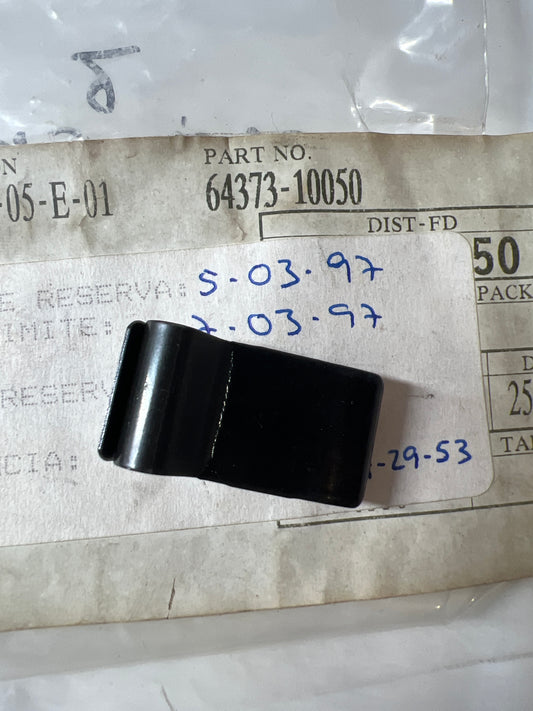 PART NO.
-05-E-01 64373-10050
DIST-FD
50
E RESERVA: 5-03-97
PACK
IMITE: 7-03-97
RESERV
25
TAI
CIA: -29-53